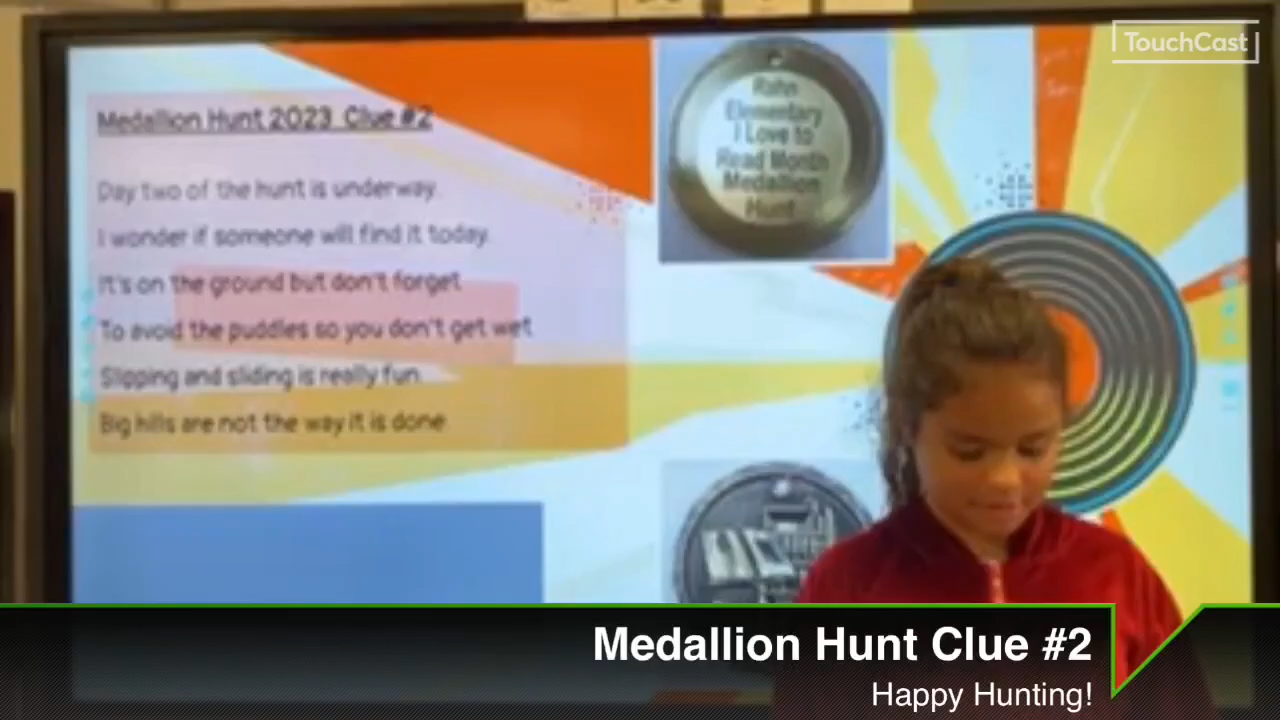 TouchCast
Medallion Hunt 2023 Clue #2
Day two of the hunt is underway.
I wonder if someone will find it today.
It's on the ground but don't forget
To avoid the puddles so you don't get wet
Slipping and sliding is really fun.
Big hills are not the way it is done
Rahn
Elementary
I Love to
Read Month
Medallion
Hunt
Medallion Hunt Clue #2
Happy Hunting!